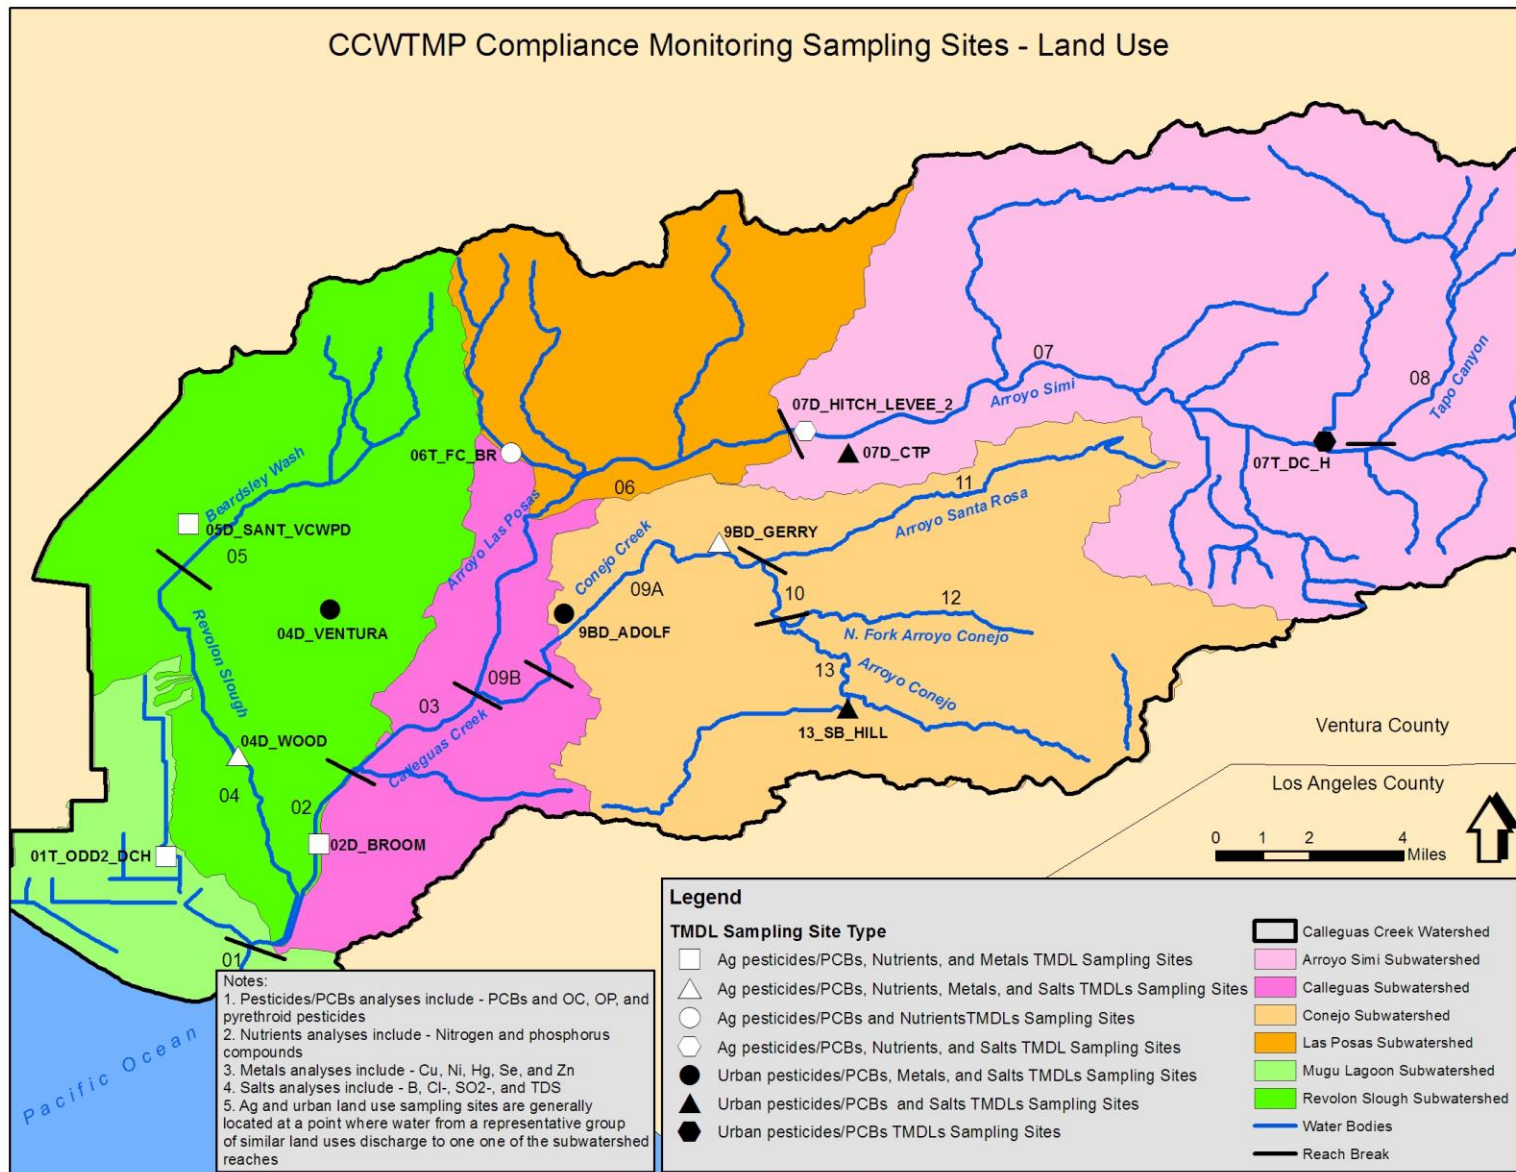 CCWTMP Compliance Monitoring Sampling Sites - Land Use
07
08
Arroyo Simi
Tapo Canyon
07D_HITCH_LEVEE_2
07D_CTP
07T_DC_H
06T_FC_BR
06
11
Beardsley Wash
Arroyo Las Posas
Arroyo Santa Rosa
05D_SANT_VCWPD
05
Conejo Creek
9BD_GERRY
09A
10
12
04D_VENTURA
9BD_ADOLF
N. Fork Arroyo Conejo
Revolon Slough
09B
13
Arroyo Conejo
03
04D_WOOD
Calleguas Creek
13_SB_HILL
Ventura County
Los Angeles County
04
02
02D_BROOM
01T_ODD2_DCH
0 1 2 4
Miles
01
Pacific Ocean
Notes:
1. Pesticides/PCBs analyses include - PCBs and OC, OP, and
pyrethroid pesticides
2. Nutrients analyses include - Nitrogen and phosphorus
compounds
3. Metals analyses include - Cu, Ni, Hg, Se, and Zn
4. Salts analyses include - B, Cl-, SO2-, and TDS
5. Ag and urban land use sampling sites are generally
located at a point where water from a representative group
of similar land uses discharge to one one of the subwatershed
reaches
Legend
TMDL Sampling Site Type
Ag pesticides/PCBs, Nutrients, and Metals TMDL Sampling Sites
Ag pesticides/PCBs, Nutrients, Metals, and Salts TMDLs Sampling Sites
Ag pesticides/PCBs and NutrientsTMDLs Sampling Sites
Ag pesticides/PCBs, Nutrients, and Salts TMDL Sampling Sites
Urban pesticides/PCBs, Metals, and Salts TMDLs Sampling Sites
Urban pesticides/PCBs and Salts TMDLs Sampling Sites
Urban pesticides/PCBs TMDLs Sampling Sites
Calleguas Creek Watershed
Arroyo Simi Subwatershed
Calleguas Subwatershed
Conejo Subwatershed
Las Posas Subwatershed
Mugu Lagoon Subwatershed
Revolon Slough Subwatershed
Water Bodies
Reach Break